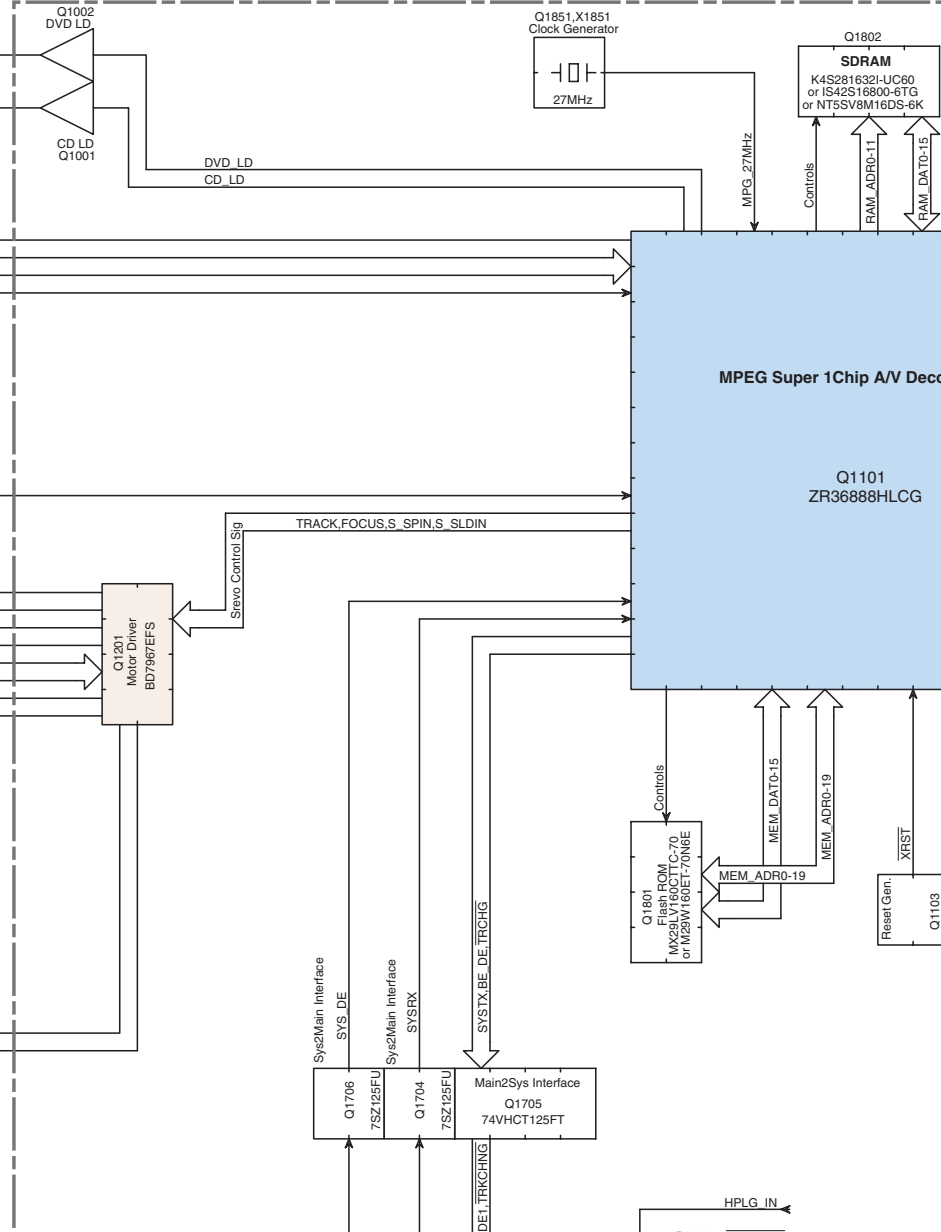 Q1002
DVD LD
CD LD
Q1001
DVD_LD
CD_LD
Q1851,X1851
Clock Generator
27MHz
MPG_27MHz
Q1802
SDRAM
K4S281632I-UC60
or IS42S16800-6TG
or NT5SV8M16DS-6K
Controls
RAM_ADR0-11
RAM_DAT0-15
MPEG Super 1Chip A/V Deco
Q1101
ZR36888HLCG
TRACK,FOCUS,S_SPIN,S_SLDIN
Srevo Control Sig
Q1201
Motor Driver
BD7967EFS
Controls
MEM_DAT0-15
MEM_ADR0-19
MEM_ADR0-19
Q1801
Flash ROM
MX29LV160CTTC-70
or M29W160ET-70N6E
XRST
Reset Gen.
Q1103
Sys2Main Interface
SYS_DE
Sys2Main Interface
SYSRX
SYSTX,BE_DE,TRCHG
Q1706
7SZ125FU
Q1704
7SZ125FU
Main2Sys Interface
Q1705
74VHCT125FT
DE1,TRKCHNG
HPLG_IN